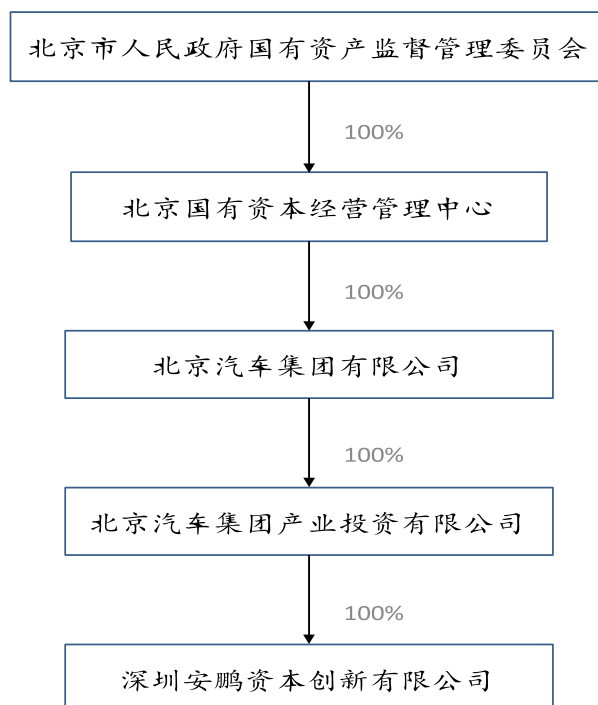 北京市人民政府国有资产监督管理委员会
100%
北京国有资本经营管理中心
100%
北京汽车集团有限公司
100%
北京汽车集团产业投资有限公司
100%
深圳安鹏资本创新有限公司